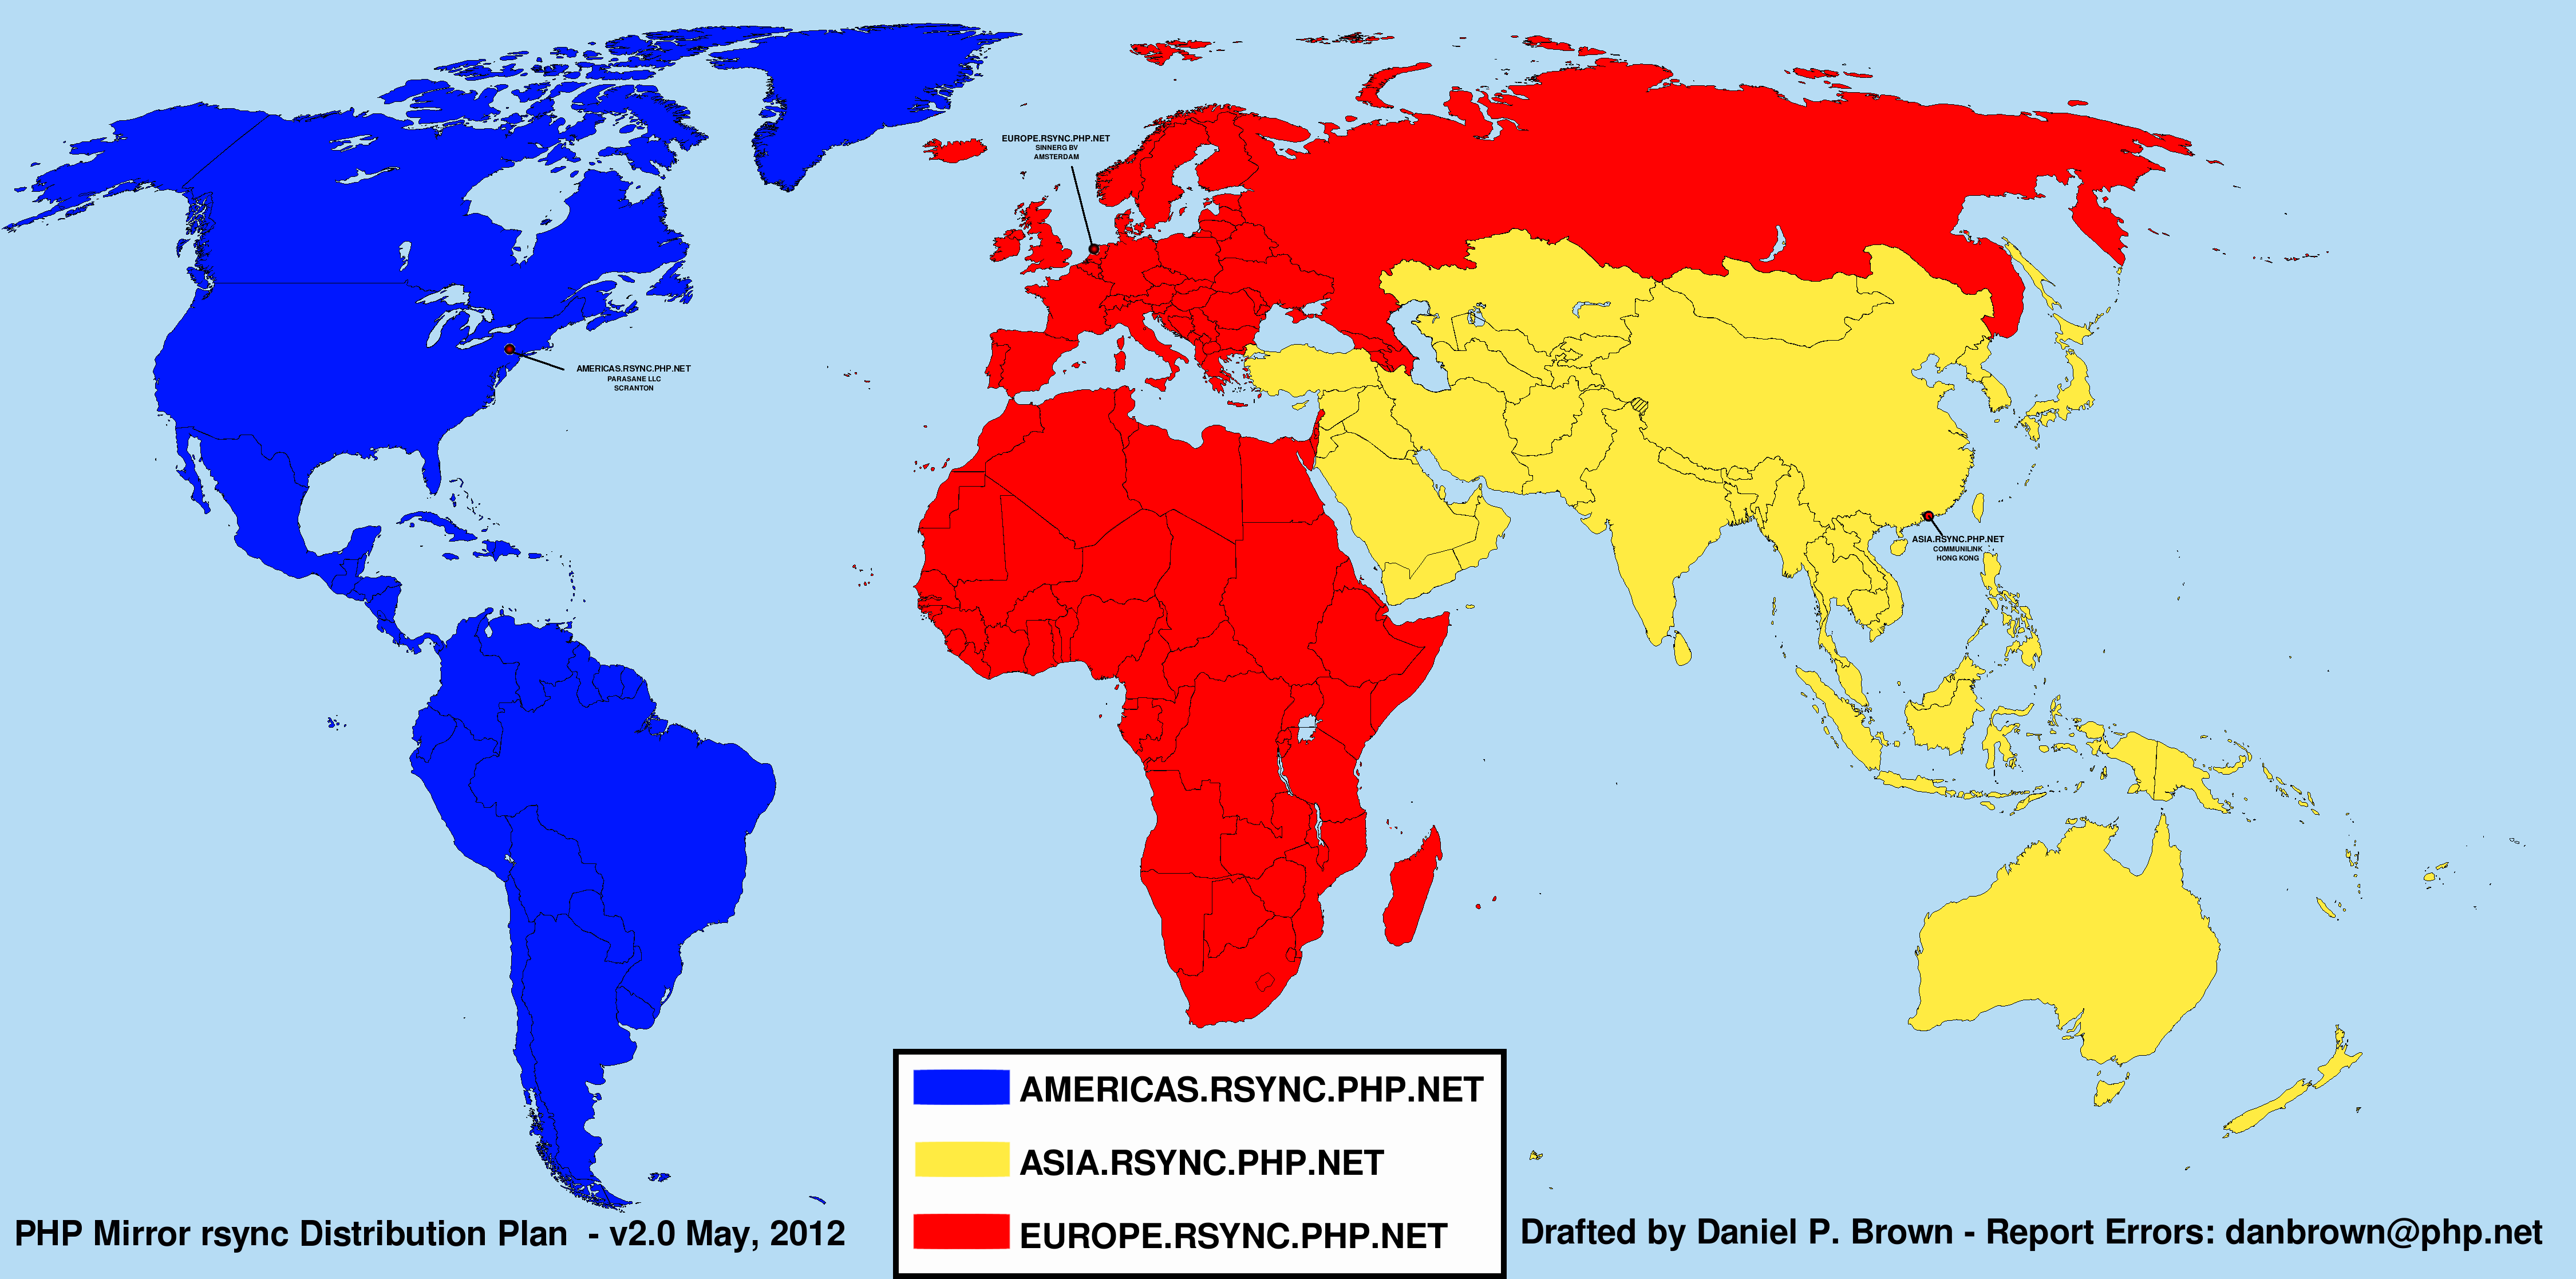 EUROPE.RSYNC.PHP.NET
SINNERG BV
AMSTERDAM
AMERICAS.RSYNC.PHP.NET
PARASANE LLC
SCRANTON
ASIA.RSYNC.PHP.NET
COMMUNILINK
HONG KONG
AMERICAS.RSYNC.PHP.NET
ASIA.RSYNC.PHP.NET
EUROPE.RSYNC.PHP.NET
PHP Mirror rsync Distribution Plan - v2.0 May, 2012
Drafted by Daniel P. Brown - Report Errors: danbrown@php.net